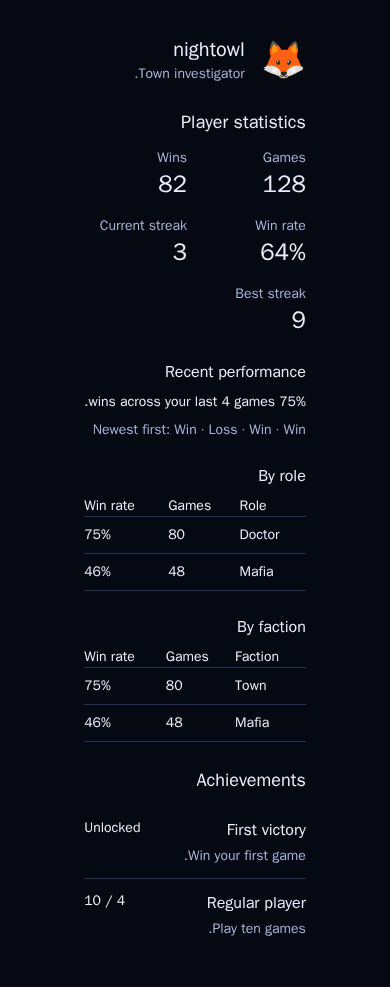 nightowl
.Town investigator
Player statistics
Wins Games
82 128
Current streak Win rate
3 64%
Best streak
9
Recent performance
.wins across your last 4 games 75%
Newest first: Win · Loss · Win · Win
By role
Win rate Games Role
75% 80 Doctor
46% 48 Mafia
By faction
Win rate Games Faction
75% 80 Town
46% 48 Mafia
Achievements
Unlocked First victory
.Win your first game
10 / 4 Regular player
.Play ten games